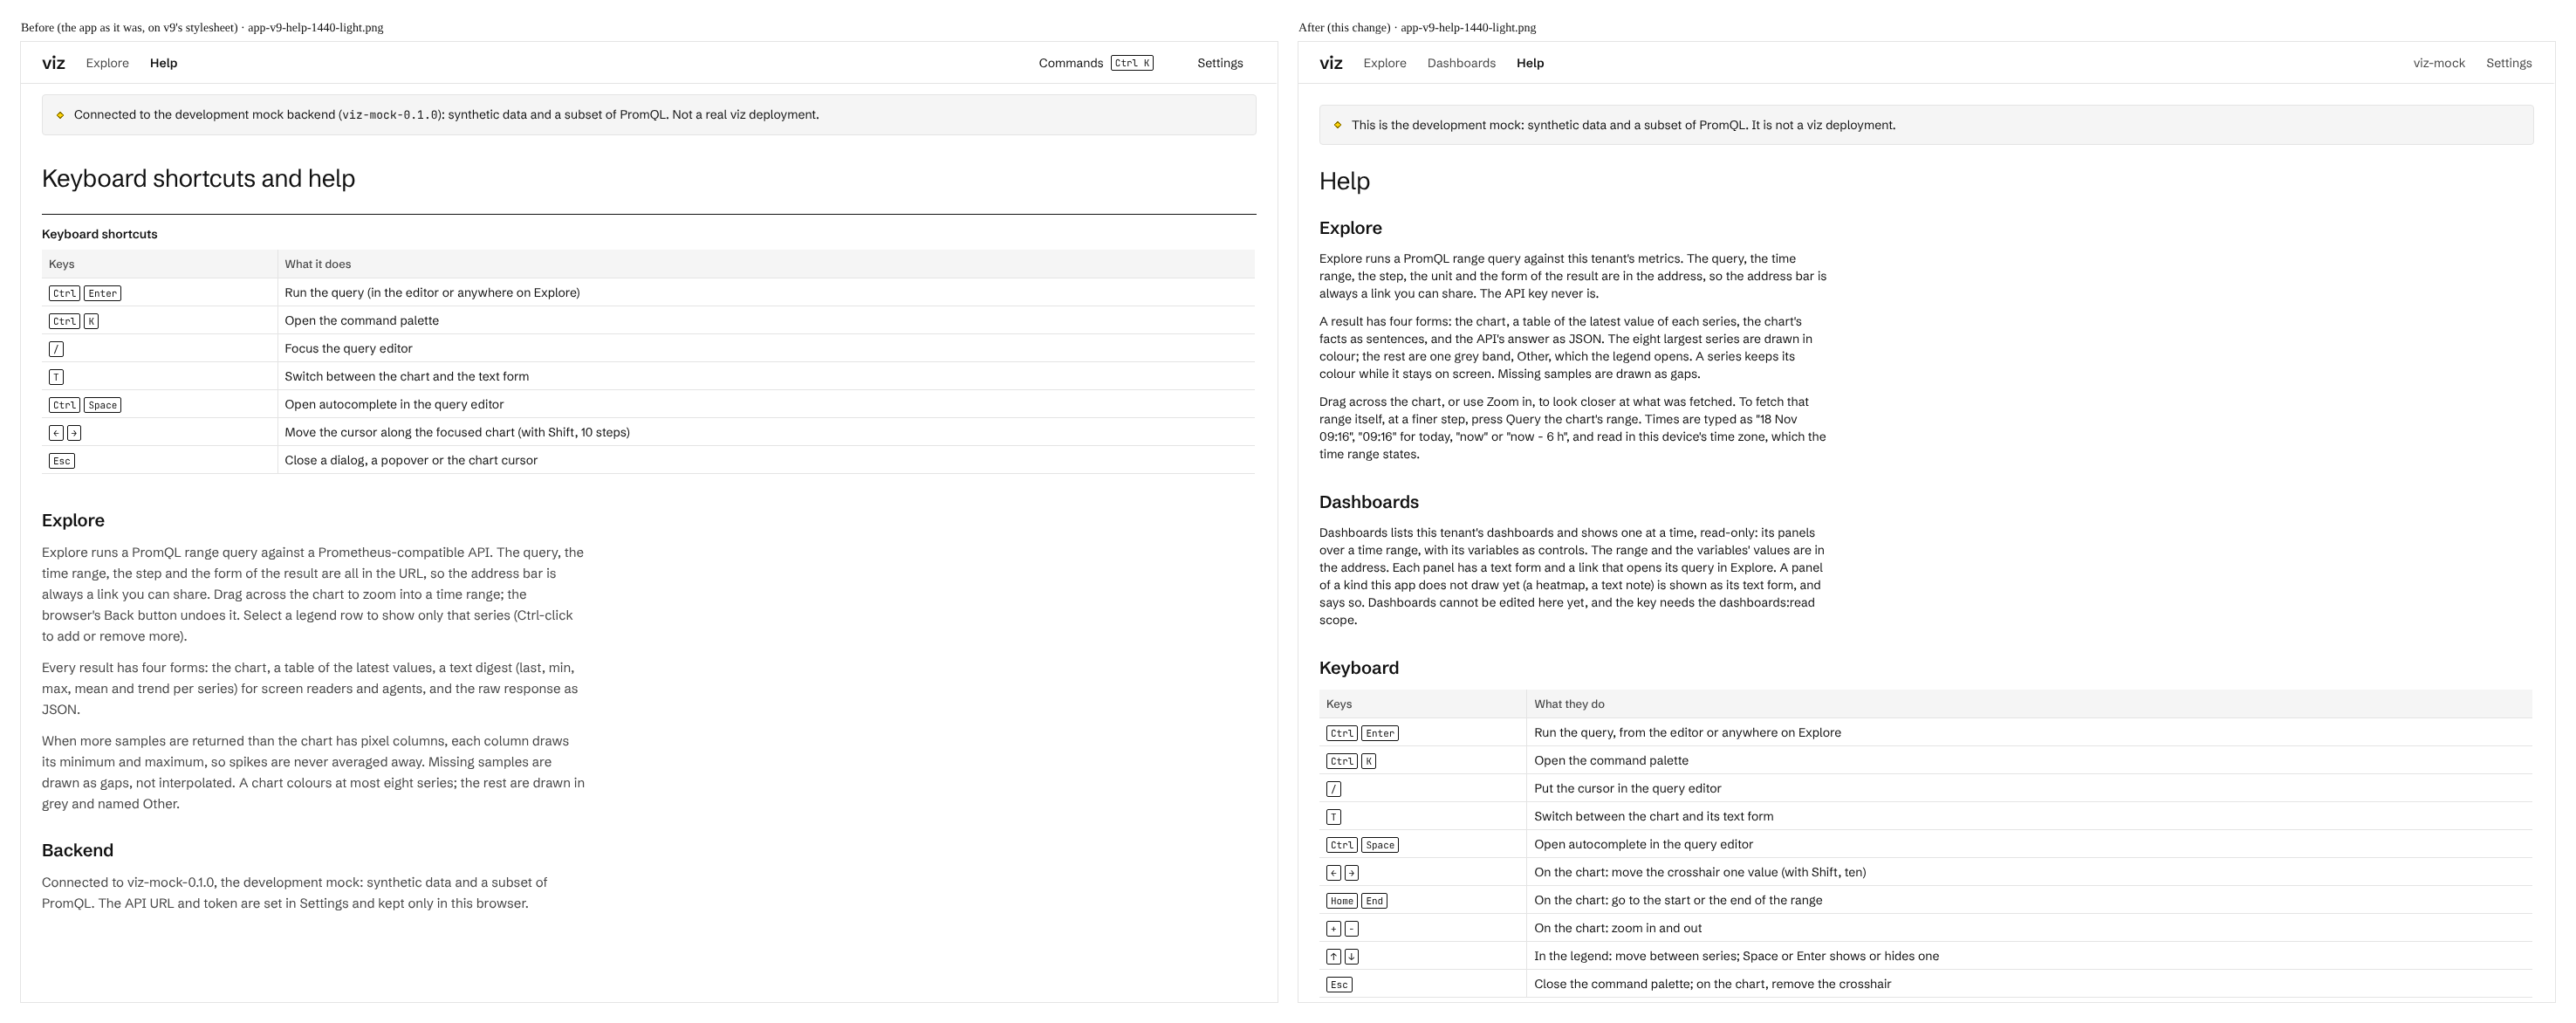 Before (the app as it was, on v9's stylesheet) · app-v9-help-1440-light.png
viz Explore Help Commands Ctrl K Settings
Connected to the development mock backend (viz-mock-0.1.0): synthetic data and a subset of PromQL. Not a real viz deployment.
Keyboard shortcuts and help
Keyboard shortcuts
Keys What it does
Ctrl Enter Run the query (in the editor or anywhere on Explore)
Ctrl K Open the command palette
/ Focus the query editor
T Switch between the chart and the text form
Ctrl Space Open autocomplete in the query editor
← → Move the cursor along the focused chart (with Shift, 10 steps)
Esc Close a dialog, a popover or the chart cursor
Explore
Explore runs a PromQL range query against a Prometheus-compatible API. The query, the
time range, the step and the form of the result are all in the URL, so the address bar is
always a link you can share. Drag across the chart to zoom into a time range; the
browser's Back button undoes it. Select a legend row to show only that series (Ctrl-click
to add or remove more).
Every result has four forms: the chart, a table of the latest values, a text digest (last, min,
max, mean and trend per series) for screen readers and agents, and the raw response as
JSON.
When more samples are returned than the chart has pixel columns, each column draws
its minimum and maximum, so spikes are never averaged away. Missing samples are
drawn as gaps, not interpolated. A chart colours at most eight series; the rest are drawn in
grey and named Other.
Backend
Connected to viz-mock-0.1.0, the development mock: synthetic data and a subset of
PromQL. The API URL and token are set in Settings and kept only in this browser.
After (this change) · app-v9-help-1440-light.png
viz Explore Dashboards Help viz-mock Settings
This is the development mock: synthetic data and a subset of PromQL. It is not a viz deployment.
Help
Explore
Explore runs a PromQL range query against this tenant's metrics. The query, the time
range, the step, the unit and the form of the result are in the address, so the address bar is
always a link you can share. The API key never is.
A result has four forms: the chart, a table of the latest value of each series, the chart's
facts as sentences, and the API's answer as JSON. The eight largest series are drawn in
colour; the rest are one grey band, Other, which the legend opens. A series keeps its
colour while it stays on screen. Missing samples are drawn as gaps.
Drag across the chart, or use Zoom in, to look closer at what was fetched. To fetch that
range itself, at a finer step, press Query the chart's range. Times are typed as "18 Nov
09:16", "09:16" for today, "now" or "now - 6 h", and read in this device's time zone, which the
time range states.
Dashboards
Dashboards lists this tenant's dashboards and shows one at a time, read-only: its panels
over a time range, with its variables as controls. The range and the variables' values are in
the address. Each panel has a text form and a link that opens its query in Explore. A panel
of a kind this app does not draw yet (a heatmap, a text note) is shown as its text form, and
says so. Dashboards cannot be edited here yet, and the key needs the dashboards:read
scope.
Keyboard
Keys What they do
Ctrl Enter Run the query, from the editor or anywhere on Explore
Ctrl K Open the command palette
/ Put the cursor in the query editor
T Switch between the chart and its text form
Ctrl Space Open autocomplete in the query editor
← → On the chart: move the crosshair one value (with Shift, ten)
Home End On the chart: go to the start or the end of the range
+ - On the chart: zoom in and out
↑ ↓ In the legend: move between series; Space or Enter shows or hides one
Esc Close the command palette; on the chart, remove the crosshair